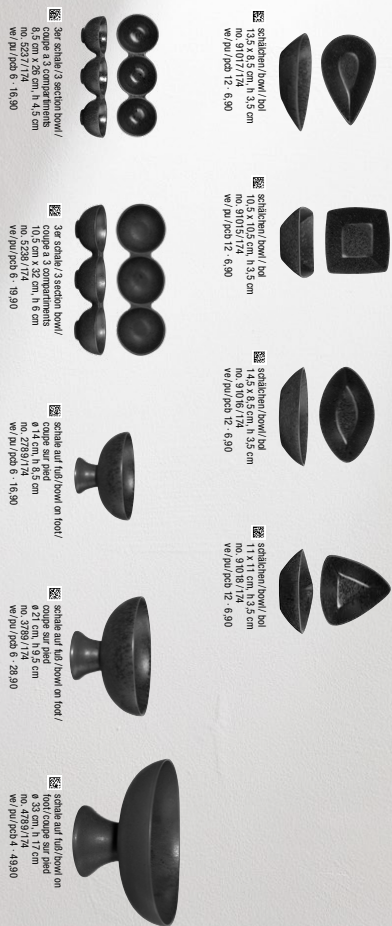 schälchen/bowl/bol
13,5 x 8,5 cm, h 3,5 cm
no. 91017/174
ve/pu/pcb 12 · 6,90
schälchen/bowl/bol
10,5 x 10,5 cm, h 3,5 cm
no. 91015/174
ve/pu/pcb 12 · 6,90
schälchen/bowl/bol
14,5 x 8,5 cm, h 3,5 cm
no. 91016/174
ve/pu/pcb 12 · 6,90
schälchen/bowl/bol
11 x 11 cm, h 3,5 cm
no. 91018/174
ve/pu/pcb 12 · 6,90
3er schale/3 section bowl/
coupe a 3 compartiments
8,5 cm x 26 cm, h 4,5 cm
no. 5237/174
ve/pu/pcb 6 · 16,90
3er schale/3 section bowl/
coupe a 3 compartiments
10,5 cm x 32 cm, h 6 cm
no. 5238/174
ve/pu/pcb 6 · 19,90
schale auf fuß/bowl on foot/
coupe sur pied
ø 14 cm, h 8,5 cm
no. 2789/174
ve/pu/pcb 6 · 16,90
schale auf fuß/bowl on foot/
coupe sur pied
ø 21 cm, h 9,5 cm
no. 3789/174
ve/pu/pcb 6 · 28,90
schale auf fuß/bowl on
foot/coupe sur pied
ø 33 cm, h 17 cm
no. 4789/174
ve/pu/pcb 4 · 49,90